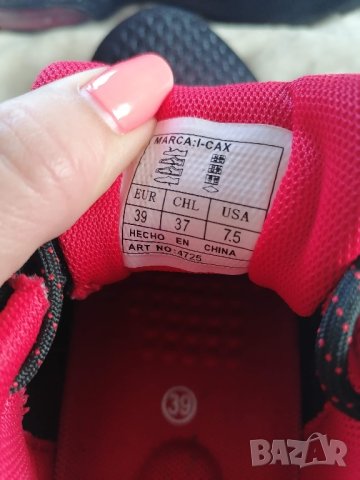 MARCA:I-CAX
EUR CHL USA
39 37 7.5
HECHO EN CHINA
ART NO:4725
39
BAZAR